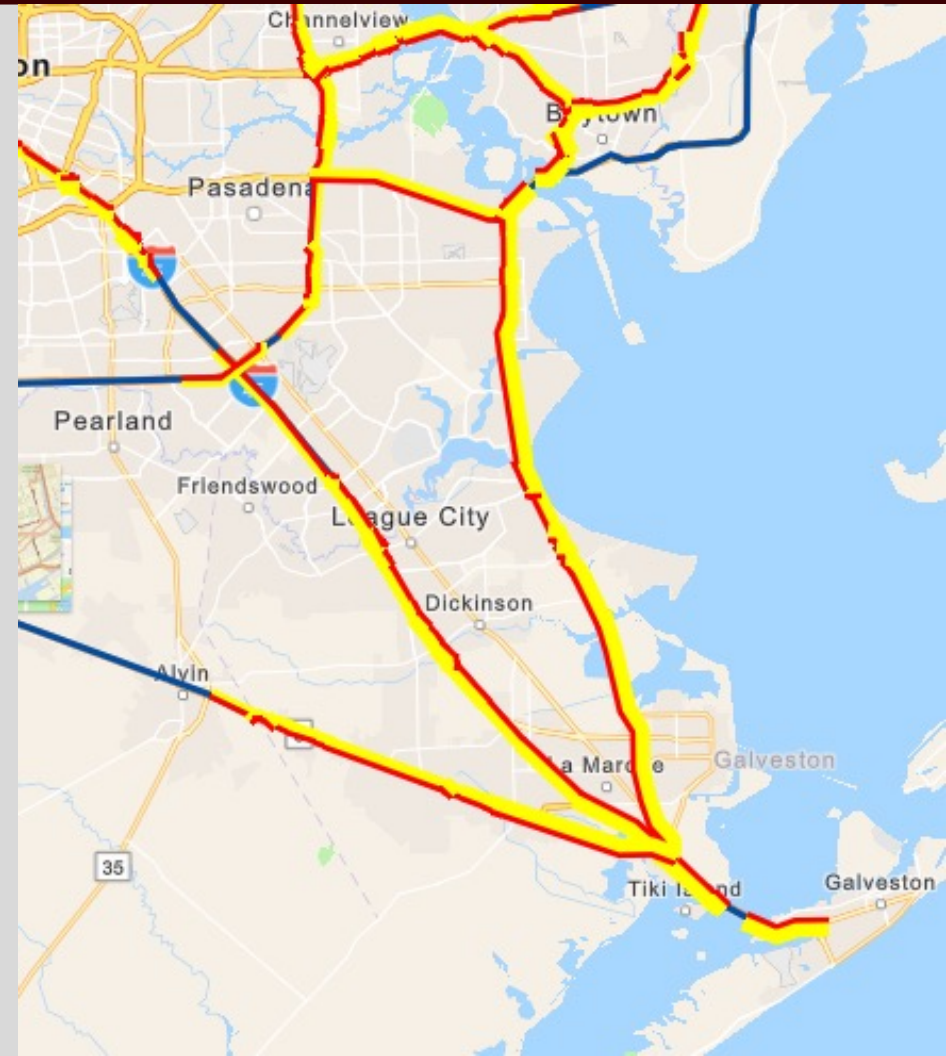 Channelview
on
Baytown
Pasadena
Pearland
Friendswood
League City
Dickinson
Alvin
La Marque
Galveston
35
Tiki Island
Galveston